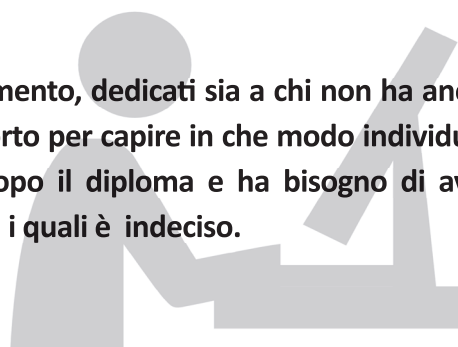 mento, dedicati sia a chi non ha anc
rto per capire in che modo individu
opo il diploma e ha bisogno di av
i quali è indeciso.